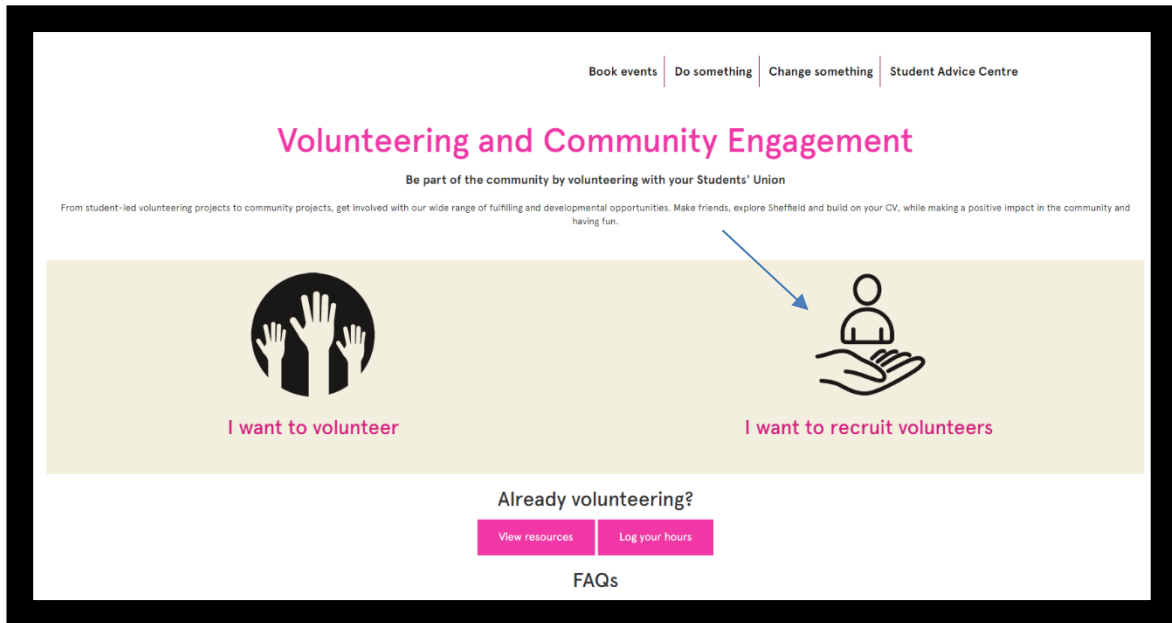 Book events
Do something
Change something
Student Advice Centre
Volunteering and Community Engagement
Be part of the community by volunteering with your Students' Union
From student-led volunteering projects to community projects, get involved with our wide range of fulfilling and developmental opportunities. Make friends, explore Sheffield and build on your CV, while making a positive impact in the community and
having fun.
I want to volunteer
I want to recruit volunteers
Already volunteering?
View resources
Log your hours
FAQs